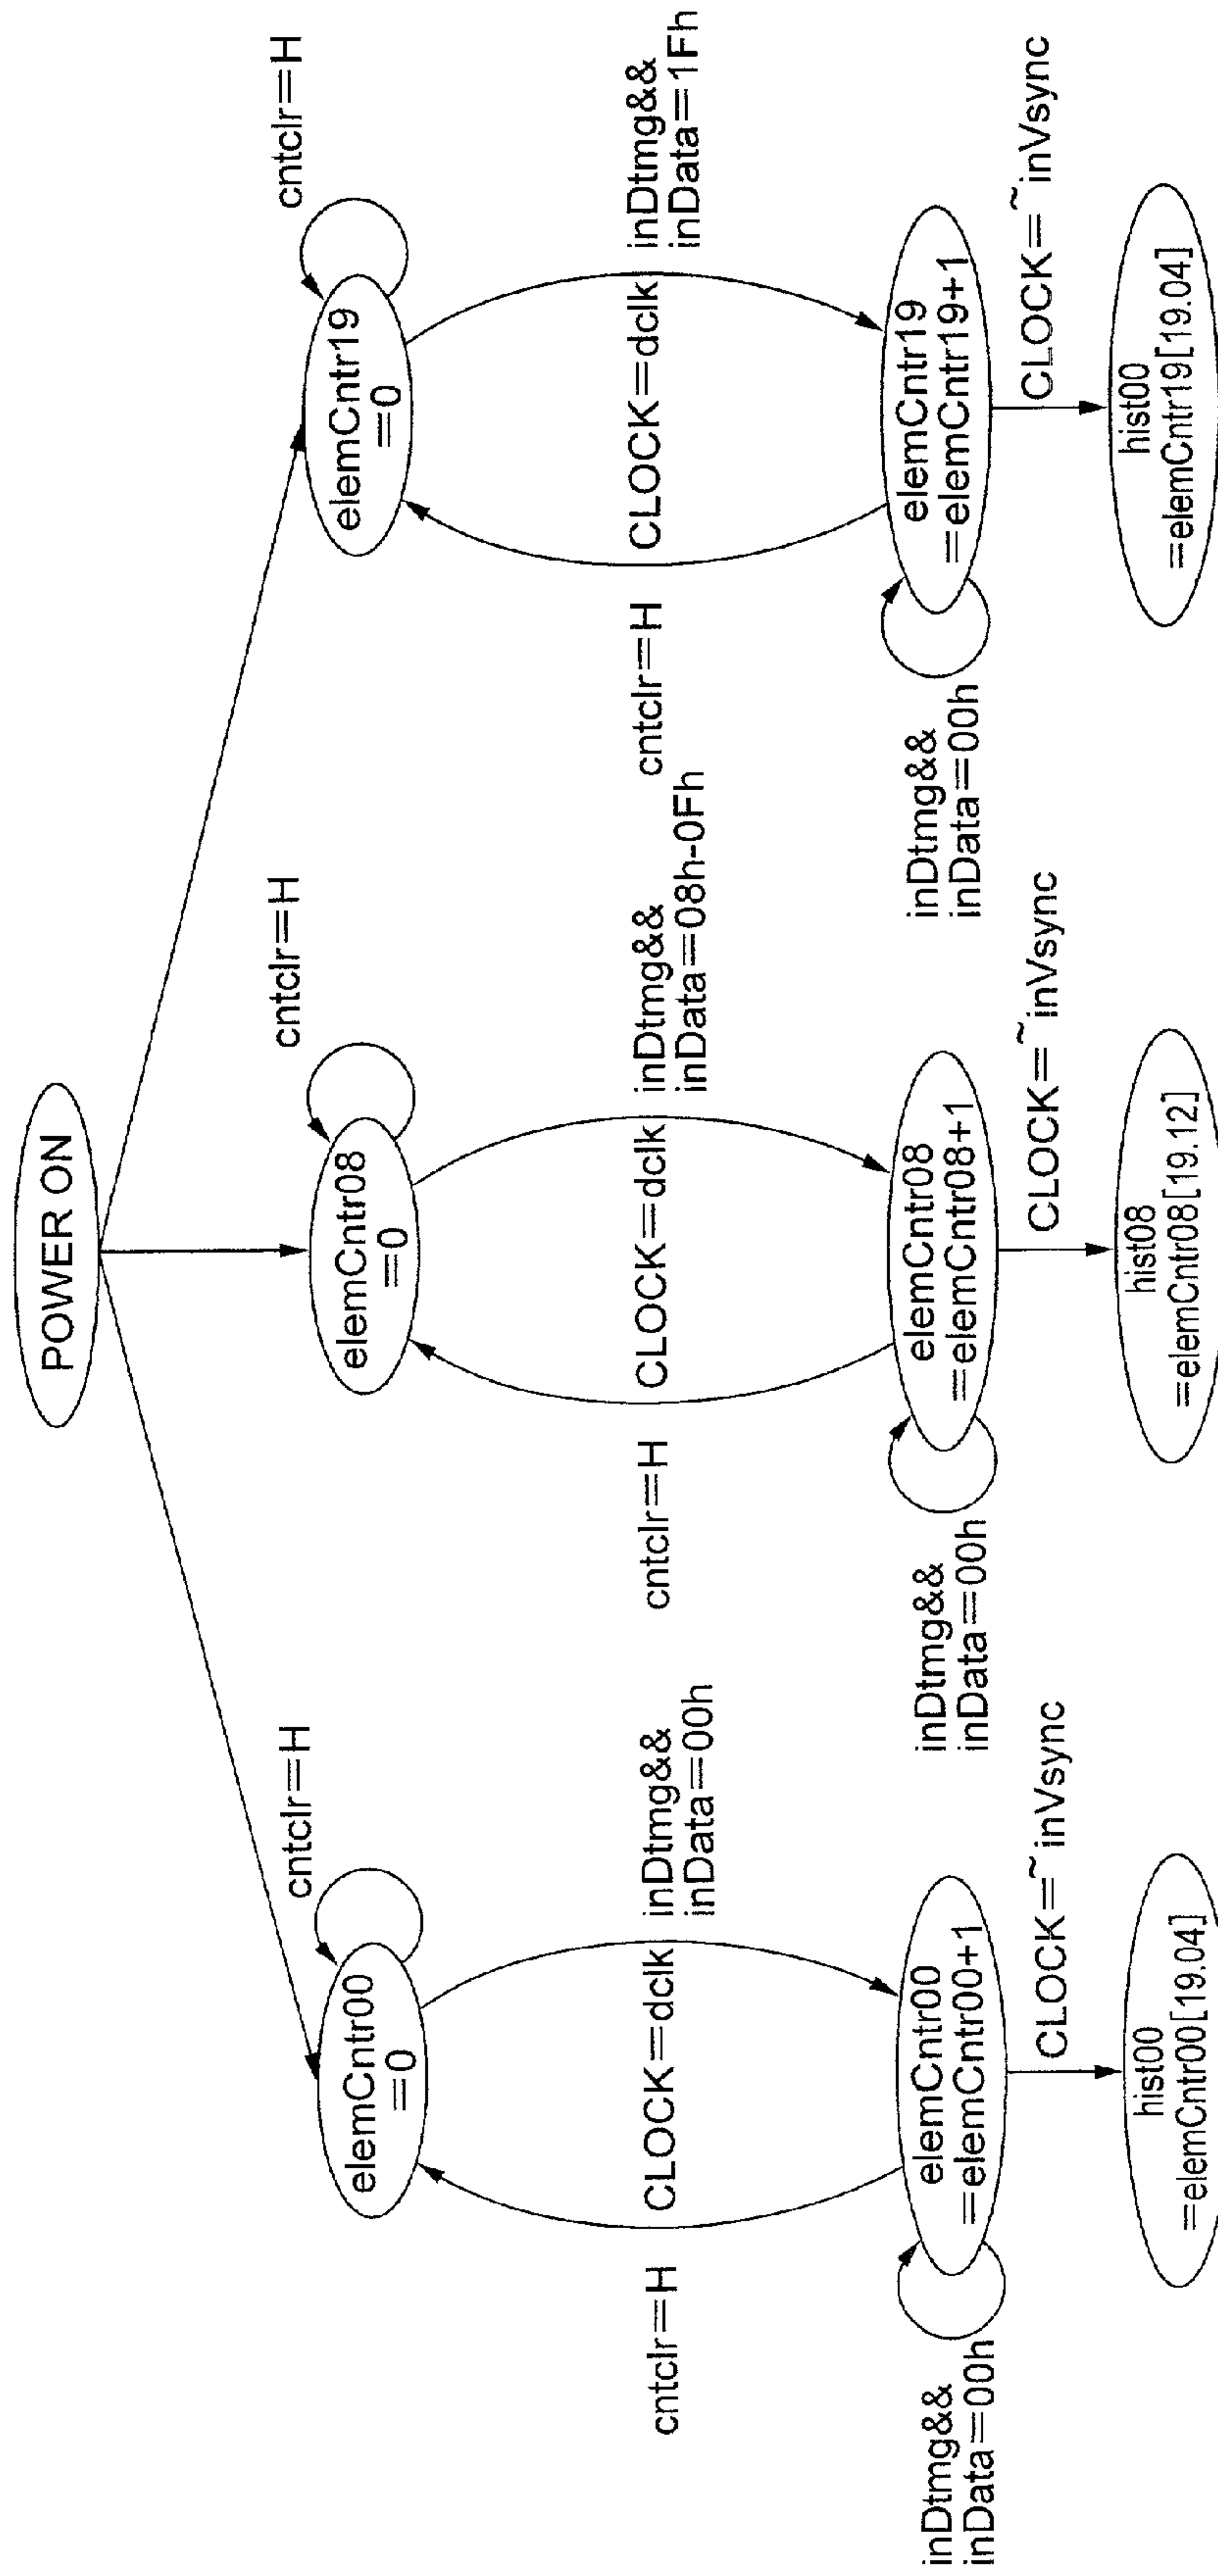 POWER ON
cntclr=H
elemCntr00
=0
cntclr=H
CLOCK=dclk
inDtmg&&
inData=00h
inDtmg&&
inData=00h
elemCntr00
=elemCntr00+1
CLOCK=~inVsync
hist00
=elemCntr00[19.04]
cntclr=H
elemCntr08
=0
cntclr=H
CLOCK=dclk
inDtmg&&
inData=08h-0Fh
inDtmg&&
inData=00h
elemCntr08
=elemCntr08+1
CLOCK=~inVsync
hist08
=elemCntr08[19.12]
cntclr=H
elemCntr19
=0
cntclr=H
CLOCK=dclk
inDtmg&&
inData=1Fh
inDtmg&&
inData=00h
elemCntr19
=elemCntr19+1
CLOCK=~inVsync
hist00
=elemCntr19[19.04]